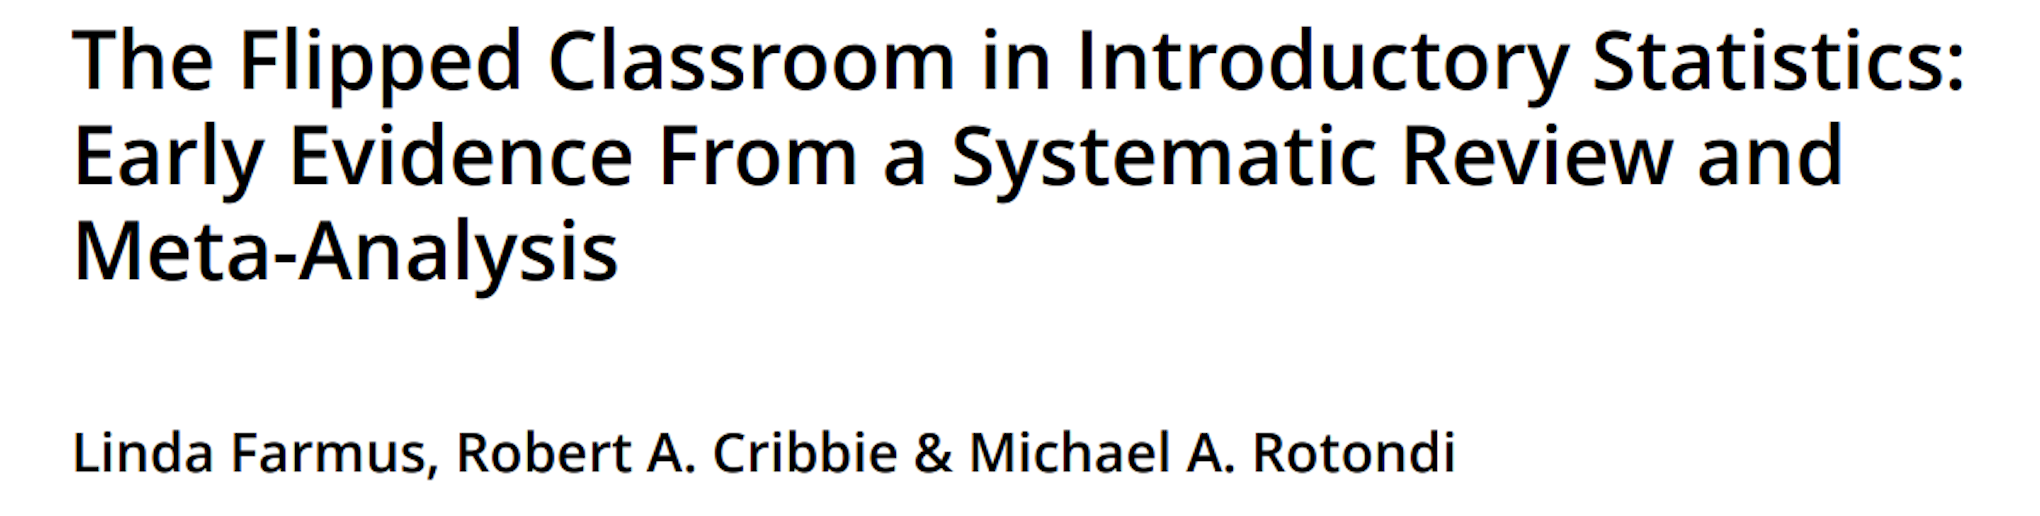 The Flipped Classroom in Introductory Statistics:
Early Evidence From a Systematic Review and
Meta-Analysis
Linda Farmus, Robert A. Cribbie & Michael A. Rotondi